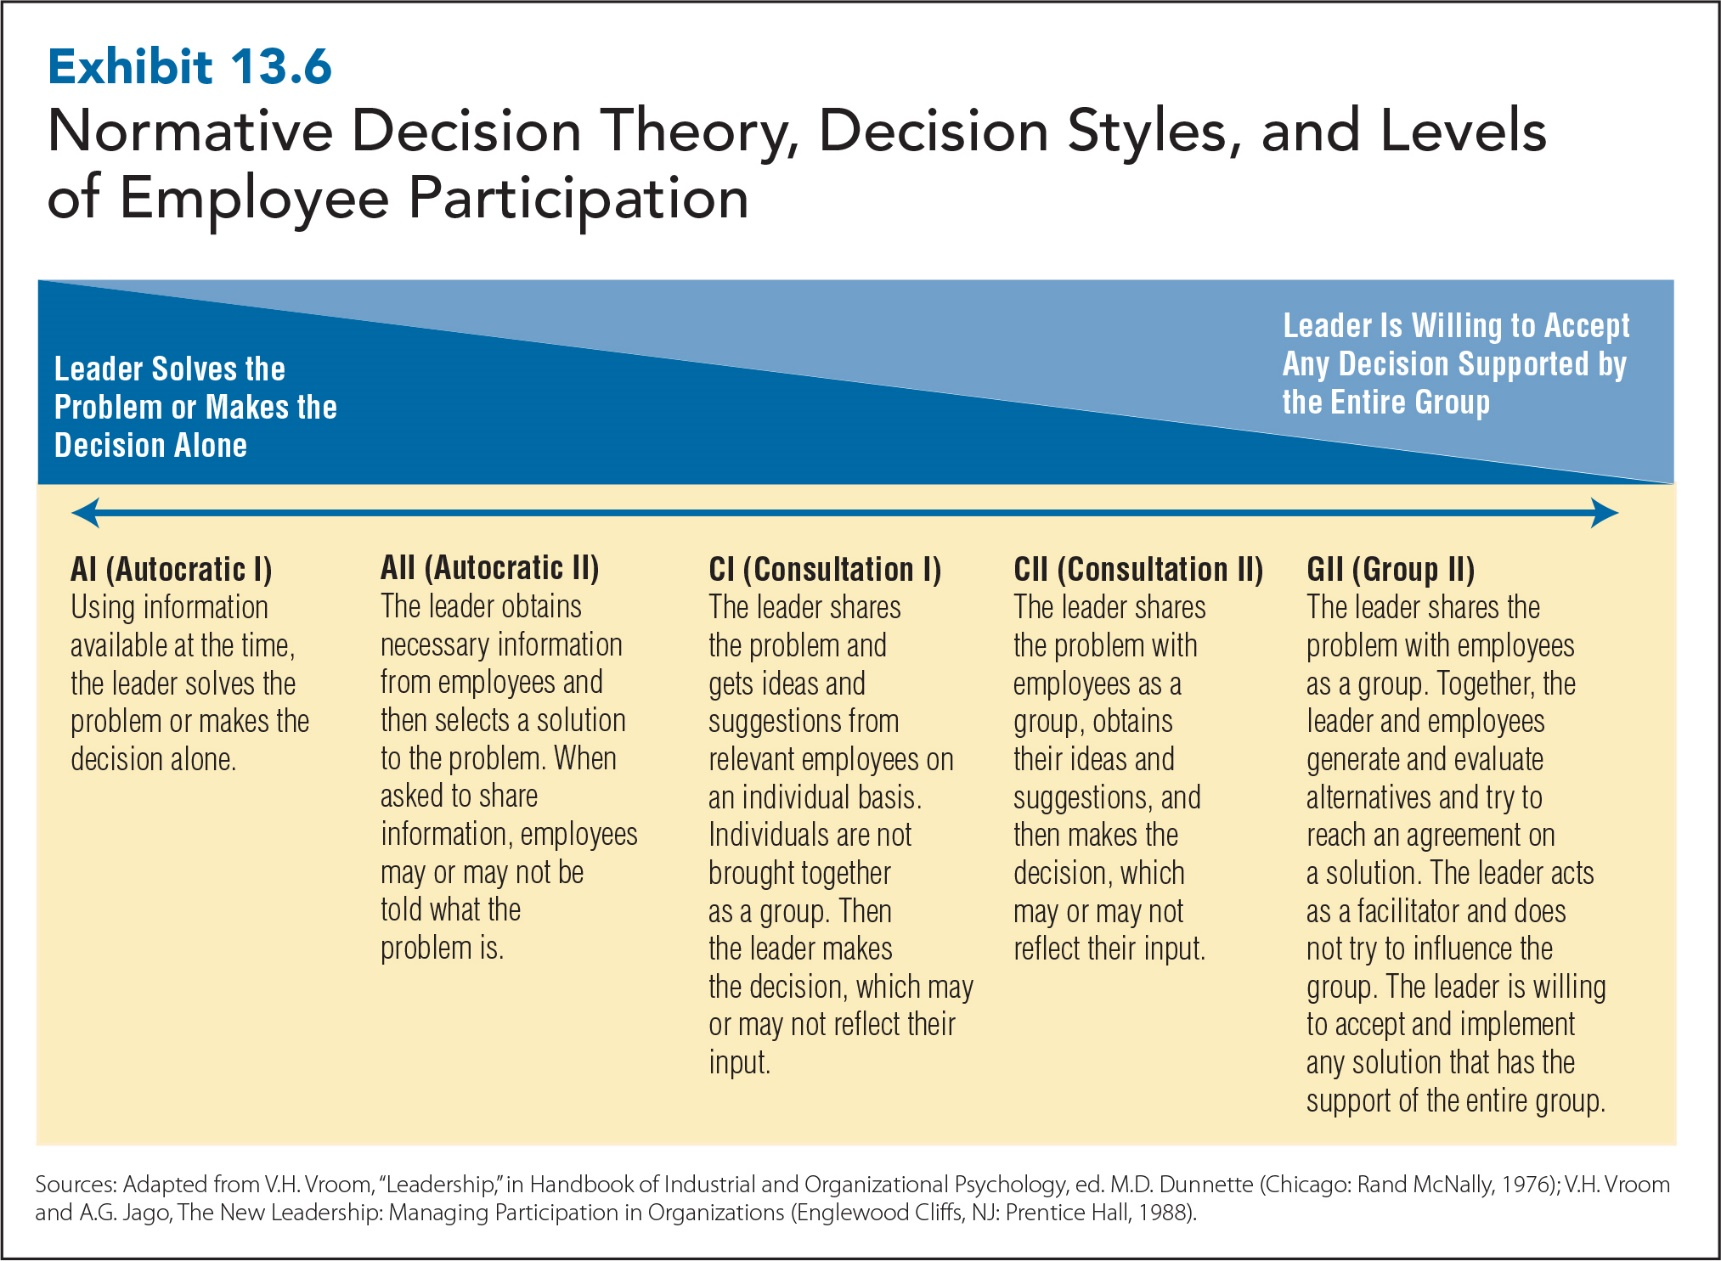 Exhibit 13.6
Normative Decision Theory, Decision Styles, and Levels
of Employee Participation
Leader Solves the
Problem or Makes the
Decision Alone
Leader Is Willing to Accept
Any Decision Supported by
the Entire Group
AI (Autocratic I)
Using information
available at the time,
the leader solves the
problem or makes the
decision alone.
AII (Autocratic II)
The leader obtains
necessary information
from employees and
then selects a solution
to the problem. When
asked to share
information, employees
may or may not be
told what the
problem is.
CI (Consultation I)
The leader shares
the problem and
gets ideas and
suggestions from
relevant employees on
an individual basis.
Individuals are not
brought together
as a group. Then
the leader makes
the decision, which may
or may not reflect their
input.
CII (Consultation II)
The leader shares
the problem with
employees as a
group, obtains
their ideas and
suggestions, and
then makes the
decision, which
may or may not
reflect their input.
GII (Group II)
The leader shares the
problem with employees
as a group. Together, the
leader and employees
generate and evaluate
alternatives and try to
reach an agreement on
a solution. The leader acts
as a facilitator and does
not try to influence the
group. The leader is willing
to accept and implement
any solution that has the
support of the entire group.
Sources: Adapted from V.H. Vroom, “Leadership,” in Handbook of Industrial and Organizational Psychology, ed. M.D. Dunnette (Chicago: Rand McNally, 1976); V.H. Vroom
and A.G. Jago, The New Leadership: Managing Participation in Organizations (Englewood Cliffs, NJ: Prentice Hall, 1988).